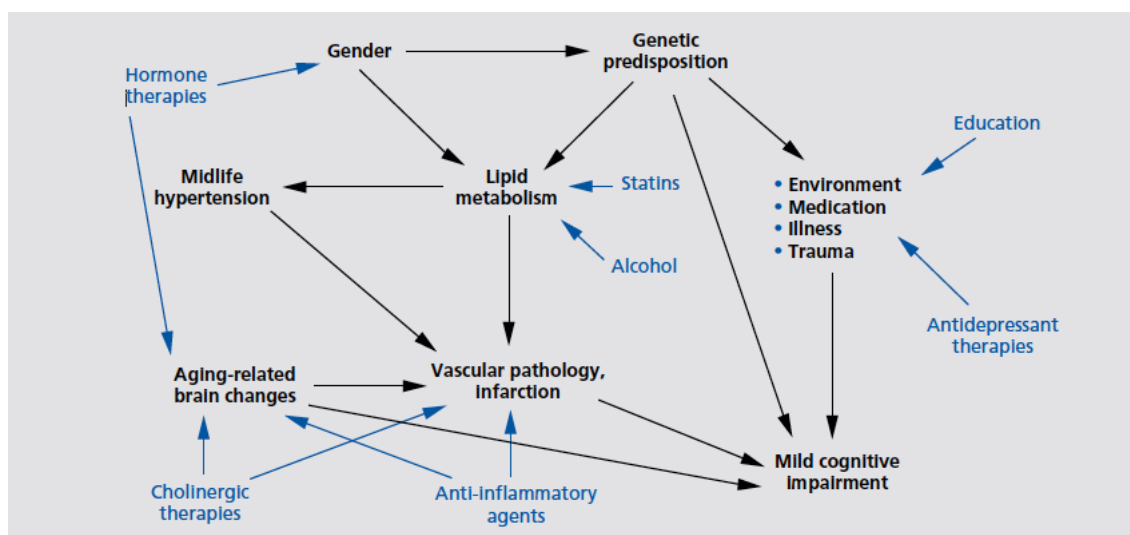 Gender
Genetic
predisposition
Hormone
therapies
Education
Midlife
hypertension
Lipid
metabolism
Statins
• Environment
• Medication
• Illness
• Trauma
Alcohol
Antidepressant
therapies
Aging-related
brain changes
Vascular pathology,
infarction
Mild cognitive
impairment
Cholinergic
therapies
Anti-inflammatory
agents